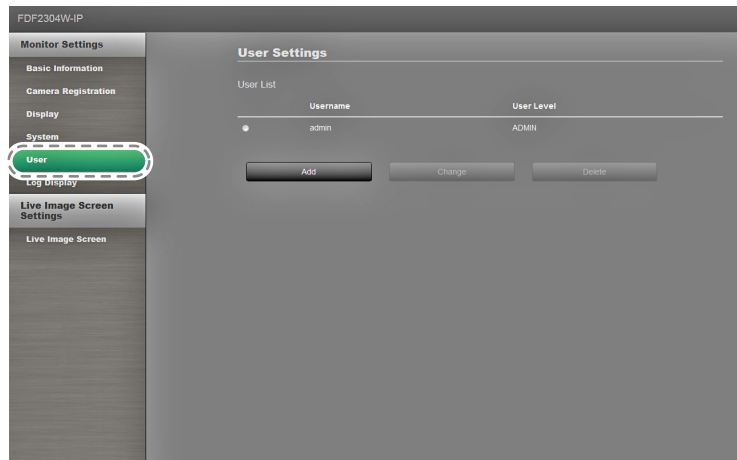 FDF2304W-IP
Monitor Settings
Basic Information
Camera Registration
Display
System
User
Log Display
Live Image Screen
Settings
Live Image Screen
User Settings
User List
Username User Level
admin ADMIN
Add Change Delete